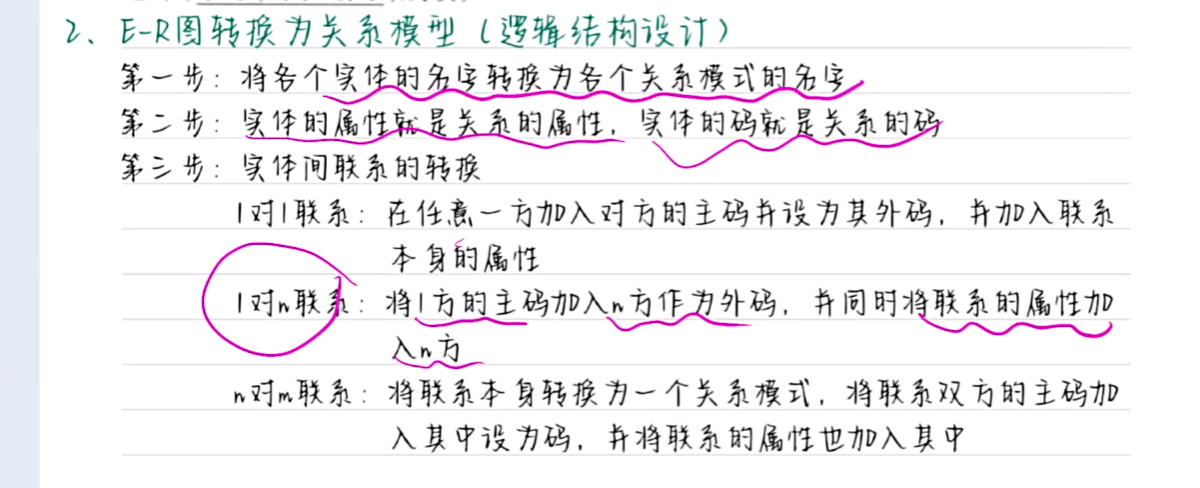 2、E-R图转换为关系模型（逻辑结构设计）
第一步：将各个实体的名字转换为各个关系模式的名字
第二步：实体的属性就是关系的属性，实体的码就是关系的码
第三步：实体间联系的转换
1对1联系：在任意一方加入对方的主码并设为其外码，并加入联系
本身的属性
1对n联系：将1方的主码加入n方作为外码，并同时将联系的属性加
入n方
n对m联系：将联系本身转换为一个关系模式，将联系双方的主码加
入其中设为码，并将联系的属性也加入其中